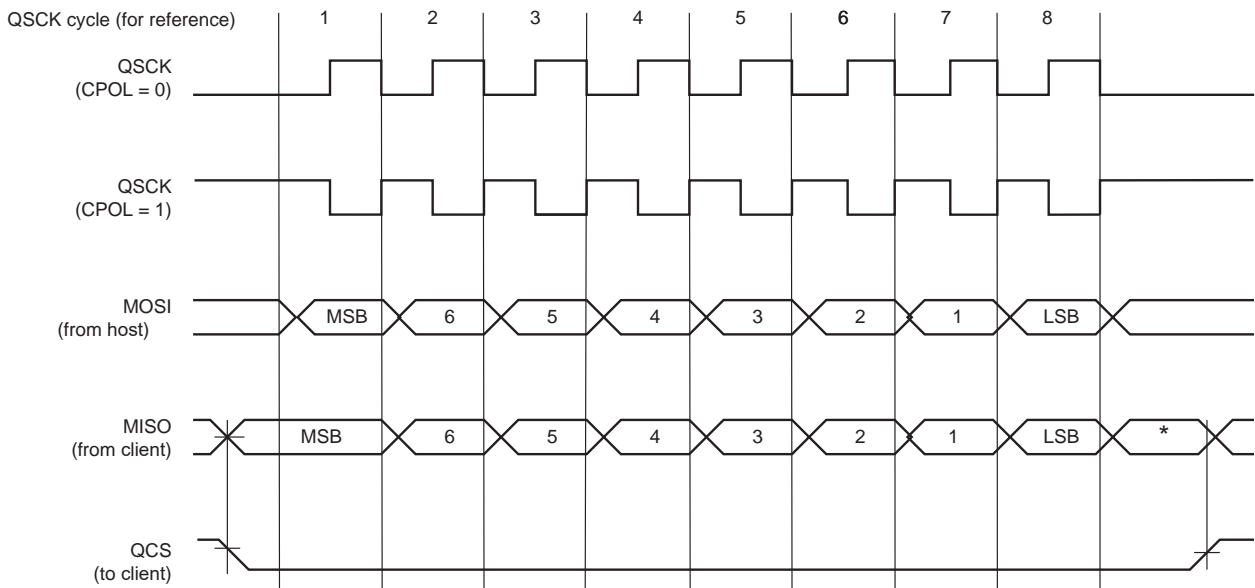 QSCK cycle (for reference) 1 2 3 4 5 6 7 8
QSCK
(CPOL = 0)
QSCK
(CPOL = 1)
MOSI
(from host)
MSB 6 5 4 3 2 1 LSB
MISO
(from client)
MSB 6 5 4 3 2 1 LSB *
QCS
(to client)